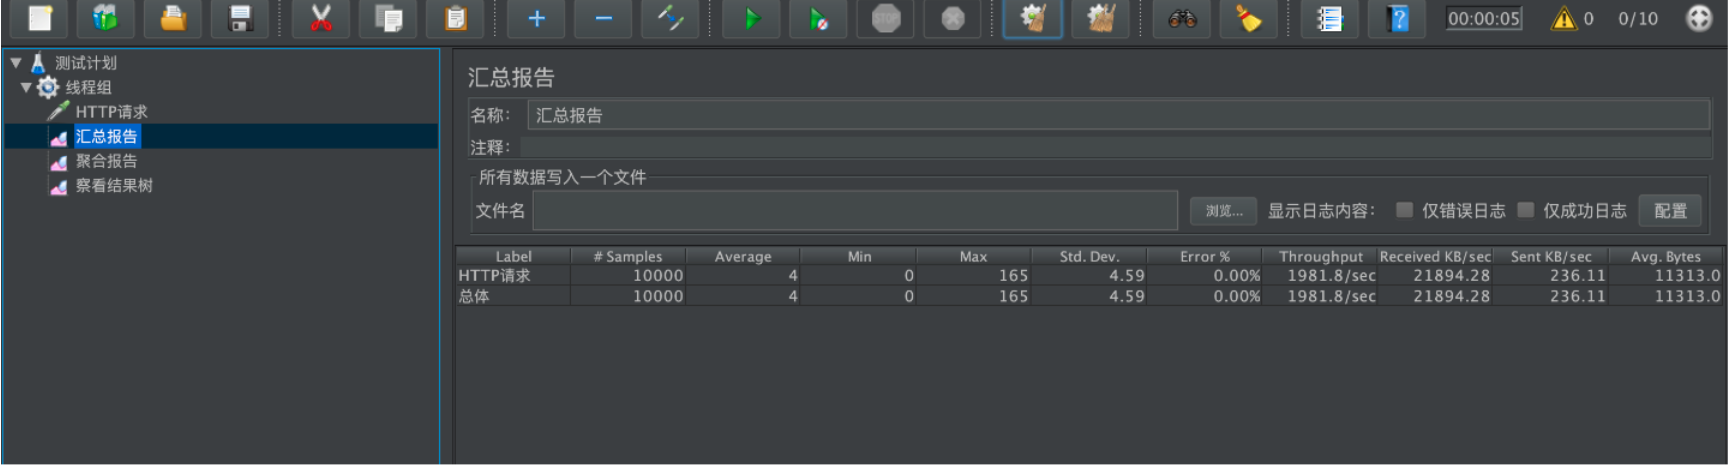 STOP
00:00:05 0 0/10
测试计划
线程组
HTTP请求
汇总报告
聚合报告
察看结果树
汇总报告
名称: 汇总报告
注释:
所有数据写入一个文件
文件名 浏览... 显示日志内容: 仅错误日志 仅成功日志 配置
Label # Samples Average Min Max Std. Dev. Error % Throughput Received KB/sec Sent KB/sec Avg. Bytes
HTTP请求 10000 4 0 165 4.59 0.00% 1981.8/sec 21894.28 236.11 11313.0
总体 10000 4 0 165 4.59 0.00% 1981.8/sec 21894.28 236.11 11313.0